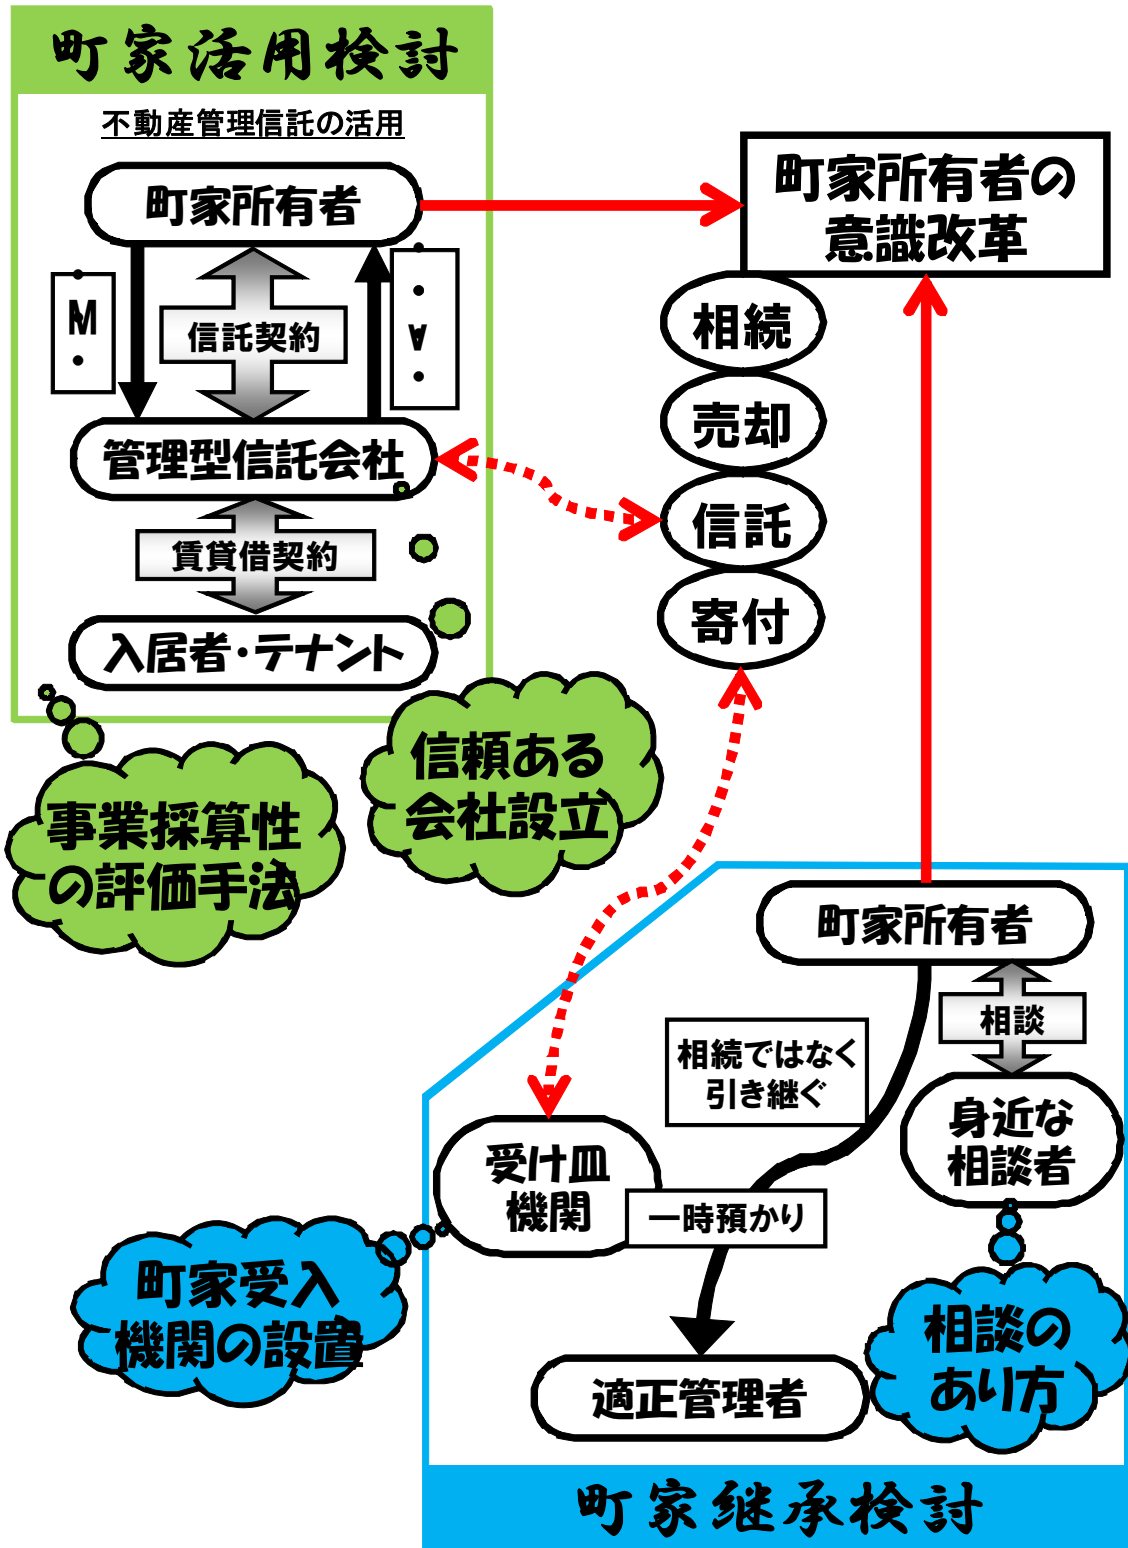 町家活用検討
不動産管理信託の活用
町家所有者
信託契約
管理型信託会社
賃貸借契約
入居者・テナント
事業採算性
の評価手法
信頼ある
会社設立
町家所有者の
意識改革
相続
売却
信託
寄付
町家所有者
相談
身近な
相談者
相続ではなく
引き継ぐ
一時預かり
受け皿
機関
適正管理者
町家受入
機関の設置
相談の
あり方
町家継承検討